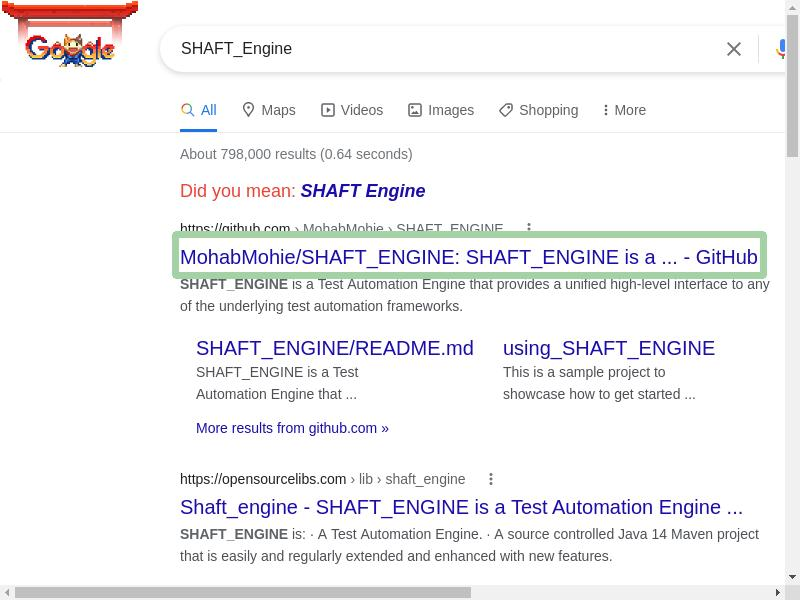 Google
SHAFT_Engine
All Maps Videos Images Shopping More
About 798,000 results (0.64 seconds)
Did you mean: SHAFT Engine
https://github.com › MohabMohie › SHAFT_ENGINE
MohabMohie/SHAFT_ENGINE: SHAFT_ENGINE is a ... - GitHub
SHAFT_ENGINE is a Test Automation Engine that provides a unified high-level interface to any
of the underlying test automation frameworks.
SHAFT_ENGINE/README.md
SHAFT_ENGINE is a Test
Automation Engine that ...
using_SHAFT_ENGINE
This is a sample project to
showcase how to get started ...
More results from github.com »
https://opensourcelibs.com › lib › shaft_engine
Shaft_engine - SHAFT_ENGINE is a Test Automation Engine ...
SHAFT_ENGINE is: · A Test Automation Engine. · A source controlled Java 14 Maven project
that is easily and regularly extended and enhanced with new features.